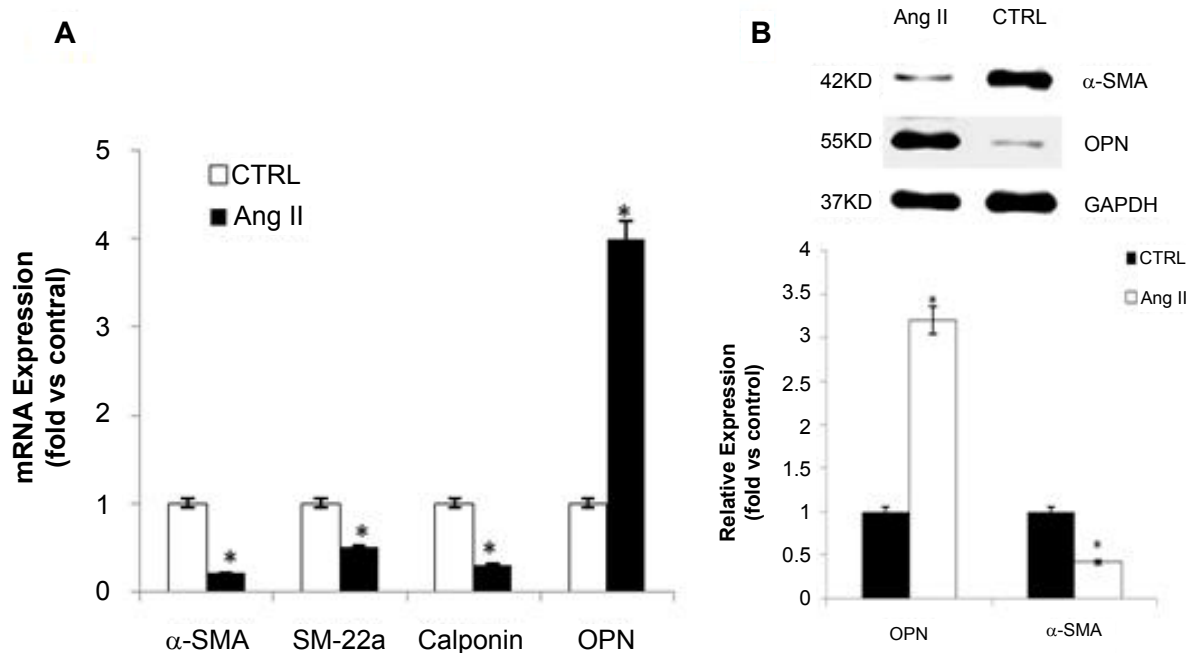 A
mRNA Expression
(fold vs contral)
5
4
3
2
1
0
CTRL
Ang II
*
*
*
*
α-SMA SM-22a Calponin OPN
B
Ang II CTRL
42KD α-SMA
55KD OPN
37KD GAPDH
Relative Expression
(fold vs control)
4
3.5
3
2.5
2
1.5
1
0.5
0
CTRL
Ang II
*
*
OPN α-SMA